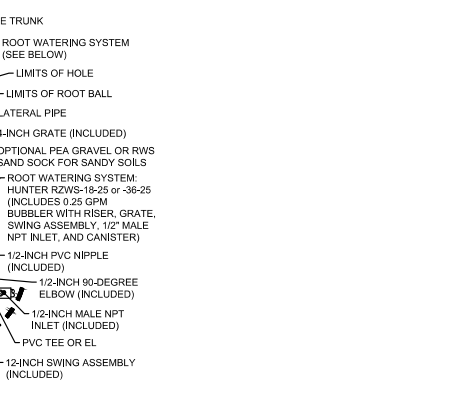 E TRUNK
ROOT WATERING SYSTEM
(SEE BELOW)
LIMITS OF HOLE
LIMITS OF ROOT BALL
LATERAL PIPE
4-INCH GRATE (INCLUDED)
OPTIONAL PEA GRAVEL OR RWS
SAND SOCK FOR SANDY SOILS
ROOT WATERING SYSTEM:
HUNTER RZWS-18-25 or -36-25
(INCLUDES 0.25 GPM
BUBBLER WITH RISER, GRATE,
SWING ASSEMBLY, 1/2" MALE
NPT INLET, AND CANISTER)
1/2-INCH PVC NIPPLE
(INCLUDED)
1/2-INCH 90-DEGREE
ELBOW (INCLUDED)
1/2-INCH MALE NPT
INLET (INCLUDED)
PVC TEE OR EL
12-INCH SWING ASSEMBLY
(INCLUDED)